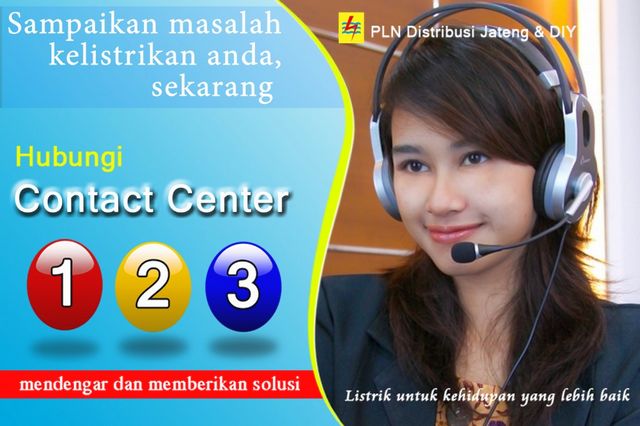 Sampaikan masalah
kelistrikan anda,
sekarang
PLN Distribusi Jateng & DIY
Hubungi
Contact Center
1 2 3
mendengar dan memberikan solusi
Listrik untuk kehidupan yang lebih baik